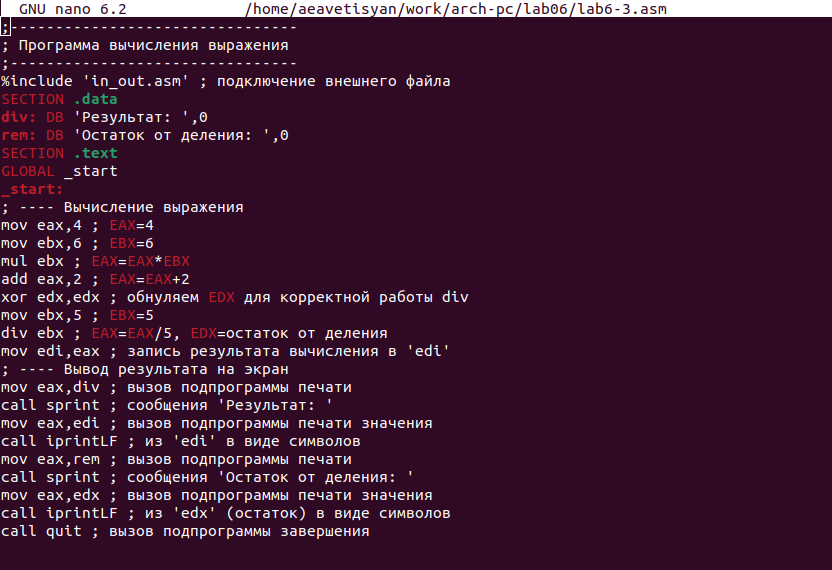 GNU nano 6.2 /home/aeavetisyan/work/arch-pc/lab06/lab6-3.asm
;--------------------------------
; Программа вычисления выражения
;--------------------------------
%include 'in_out.asm' ; подключение внешнего файла
SECTION .data
div: DB 'Результат: ',0
rem: DB 'Остаток от деления: ',0
SECTION .text
GLOBAL _start
_start:
; ---- Вычисление выражения
mov eax,4 ; EAX=4
mov ebx,6 ; EBX=6
mul ebx ; EAX=EAX*EBX
add eax,2 ; EAX=EAX+2
xor edx,edx ; обнуляем EDX для корректной работы div
mov ebx,5 ; EBX=5
div ebx ; EAX=EAX/5, EDX=остаток от деления
mov edi,eax ; запись результата вычисления в 'edi'
; ---- Вывод результата на экран
mov eax,div ; вызов подпрограммы печати
call sprint ; сообщения 'Результат: '
mov eax,edi ; вызов подпрограммы печати значения
call iprintLF ; из 'edi' в виде символов
mov eax,rem ; вызов подпрограммы печати
call sprint ; сообщения 'Остаток от деления: '
mov eax,edx ; вызов подпрограммы печати значения
call iprintLF ; из 'edx' (остаток) в виде символов
call quit ; вызов подпрограммы завершения